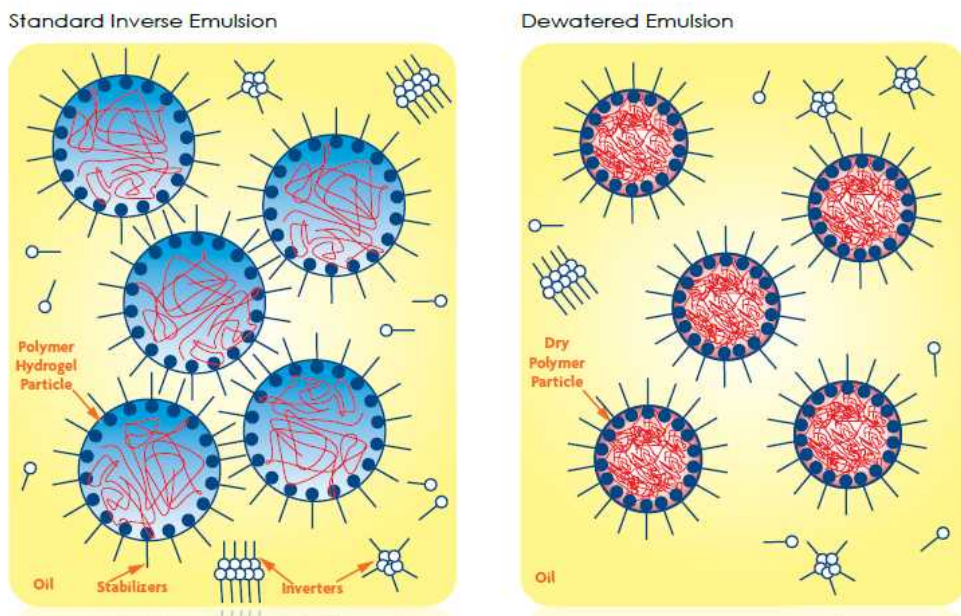 Standard Inverse Emulsion
Dewatered Emulsion
Polymer
Hydrogel
Particle
Oil
Stabilizers
Inverters
Dry
Polymer
Particle
Oil